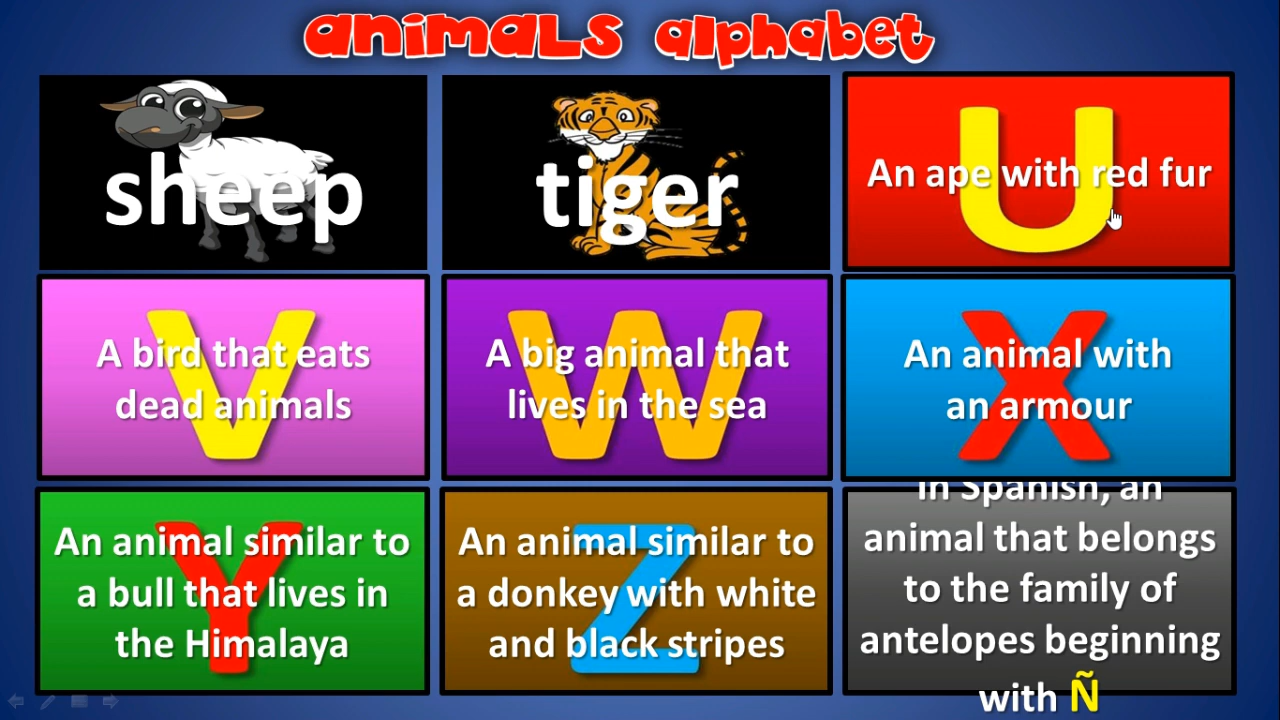 animals alphabet
sheep
tiger
U
An ape with red fur
V
A bird that eats
dead animals
W
A big animal that
lives in the sea
X
An animal with
an armour
Y
An animal similar to
a bull that lives in
the Himalaya
Z
An animal similar to
a donkey with white
and black stripes
In Spanish, an
animal that belongs
to the family of
antelopes beginning
with Ñ